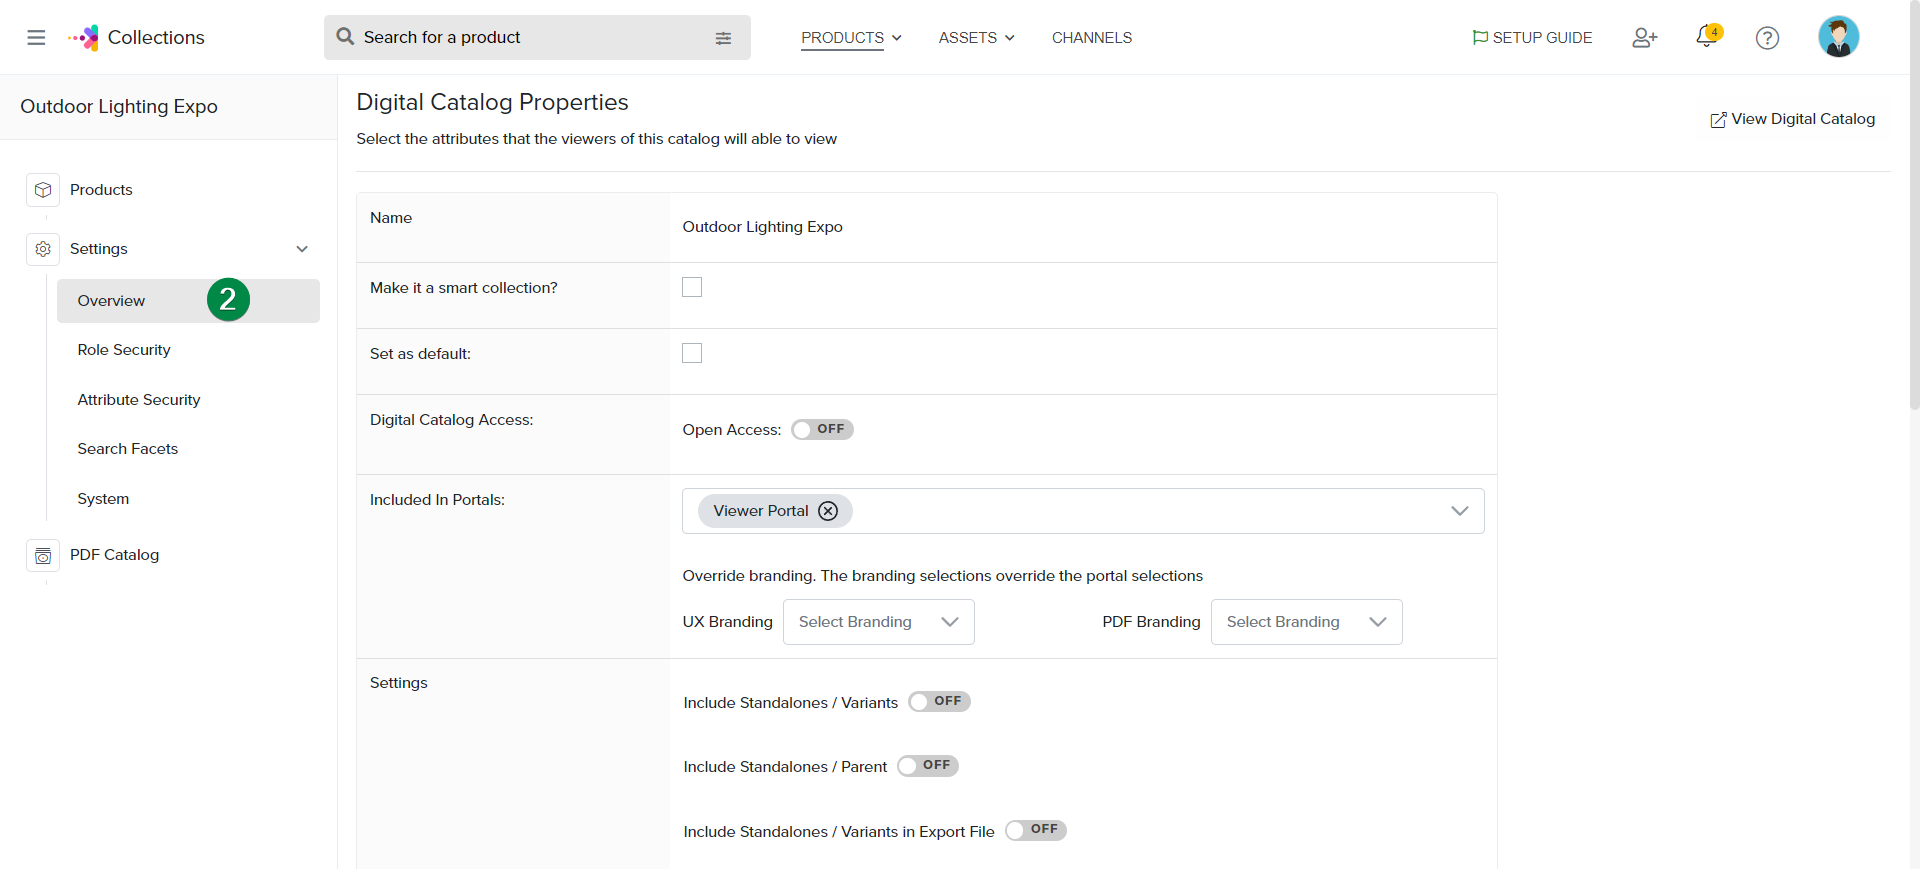 Collections
Search for a product
PRODUCTS
ASSETS
CHANNELS
SETUP GUIDE
4
?
Outdoor Lighting Expo
Products
Settings
Overview
2
Role Security
Attribute Security
Search Facets
System
PDF Catalog
Digital Catalog Properties
Select the attributes that the viewers of this catalog will able to view
View Digital Catalog
Name
Outdoor Lighting Expo
Make it a smart collection?
Set as default:
Digital Catalog Access:
Open Access: OFF
Included In Portals:
Viewer Portal
Override branding. The branding selections override the portal selections
UX Branding Select Branding
PDF Branding Select Branding
Settings
Include Standalones / Variants OFF
Include Standalones / Parent OFF
Include Standalones / Variants in Export File OFF